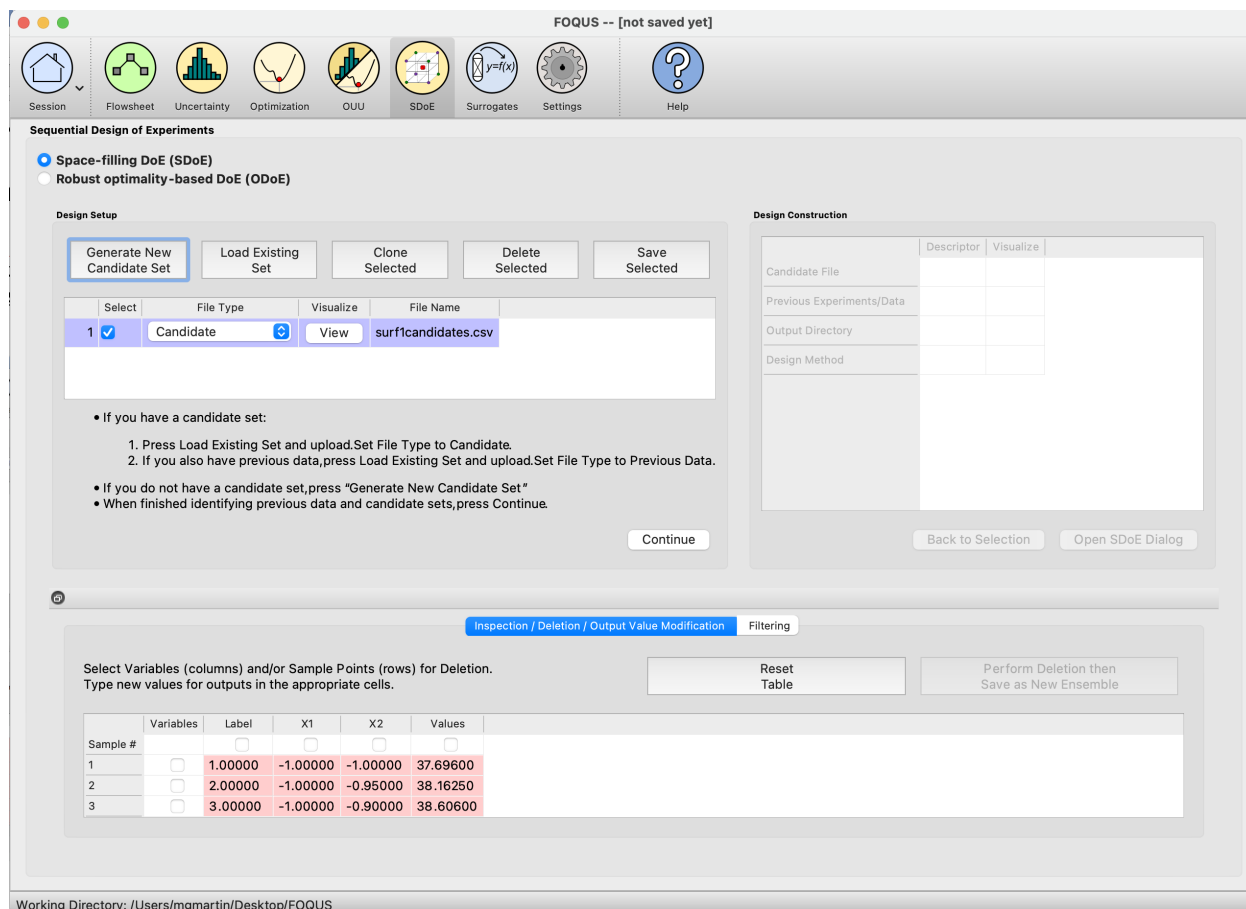 FOQUS -- [not saved yet]
Session
Flowsheet
Uncertainty
Optimization
OUU
SDoE
y=f(x)
Surrogates
Settings
Help
Sequential Design of Experiments
Space-filling DoE (SDoE)
Robust optimality-based DoE (ODoE)
Design Setup
Generate New
Candidate Set
Load Existing
Set
Clone
Selected
Delete
Selected
Save
Selected
Select File Type Visualize File Name
1 Candidate View surf1candidates.csv
• If you have a candidate set:
1. Press Load Existing Set and upload.Set File Type to Candidate.
2. If you also have previous data,press Load Existing Set and upload.Set File Type to Previous Data.
• If you do not have a candidate set,press “Generate New Candidate Set”
• When finished identifying previous data and candidate sets,press Continue.
Continue
Design Construction
Descriptor Visualize
Candidate File
Previous Experiments/Data
Output Directory
Design Method
Back to Selection
Open SDoE Dialog
Inspection / Deletion / Output Value Modification
Filtering
Select Variables (columns) and/or Sample Points (rows) for Deletion.
Type new values for outputs in the appropriate cells.
Reset
Table
Perform Deletion then
Save as New Ensemble
Variables Label X1 X2 Values
Sample #
1 1.00000 -1.00000 -1.00000 37.69600
2 2.00000 -1.00000 -0.95000 38.16250
3 3.00000 -1.00000 -0.90000 38.60600
Working Directory: /Users/mgmartin/Desktop/FOQUS